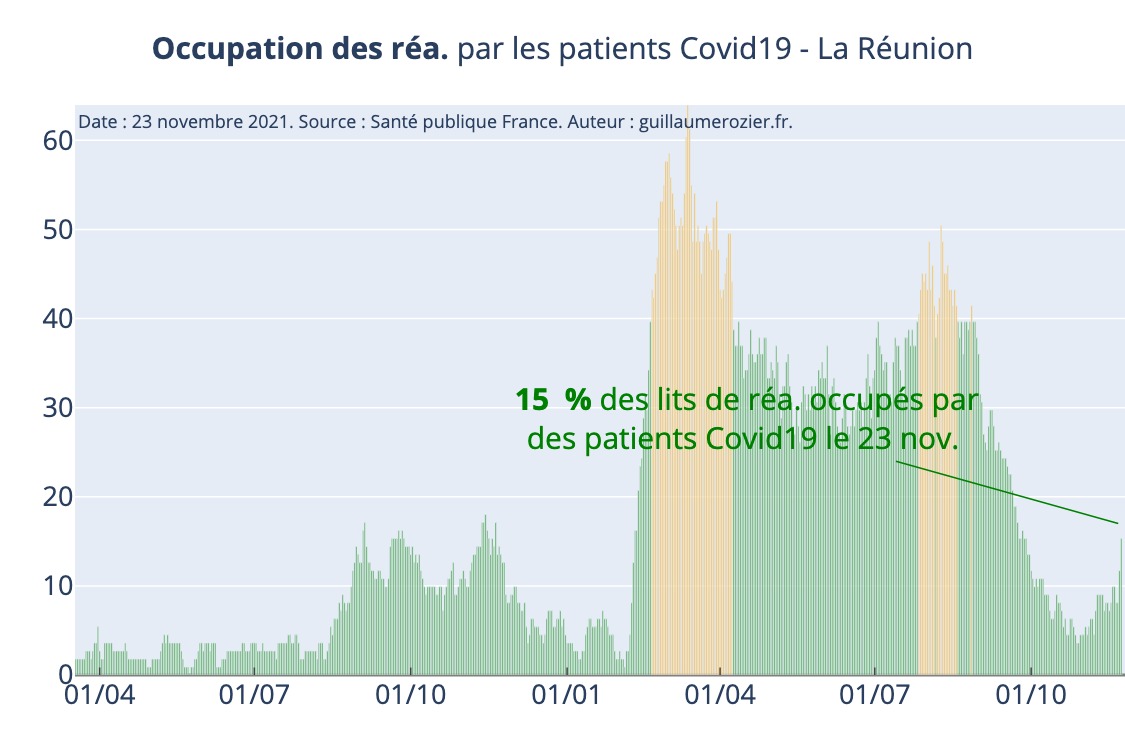 Occupation des réa. par les patients Covid19 - La Réunion
Date : 23 novembre 2021. Source : Santé publique France. Auteur : guillaumerozier.fr.
60
50
40
30
20
10
0
15 % des lits de réa. occupés par
des patients Covid19 le 23 nov.
01/04 01/07 01/10 01/01 01/04 01/07 01/10